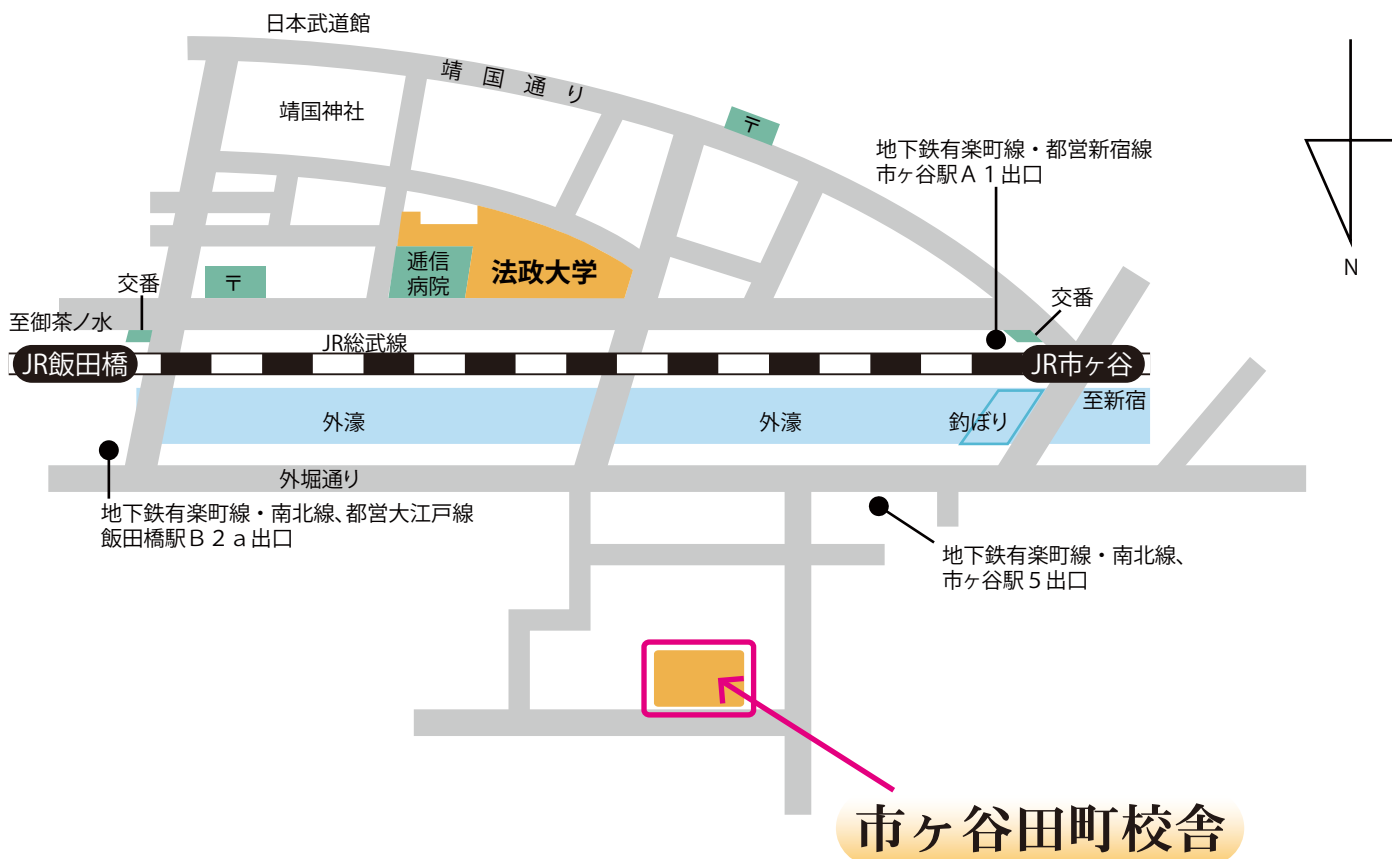 日本武道館
靖国通り
靖国神社
〒
地下鉄有楽町線・都営新宿線
市ヶ谷駅A1出口
N
逓信
病院
法政大学
〒
交番
交番
至御茶ノ水
JR総武線
JR飯田橋
JR市ヶ谷
至新宿
外濠
外濠
釣ぼり
外堀通り
地下鉄有楽町線・南北線、都営大江戸線
飯田橋駅B2a出口
地下鉄有楽町線・南北線、
市ヶ谷駅5出口
市ヶ谷田町校舎